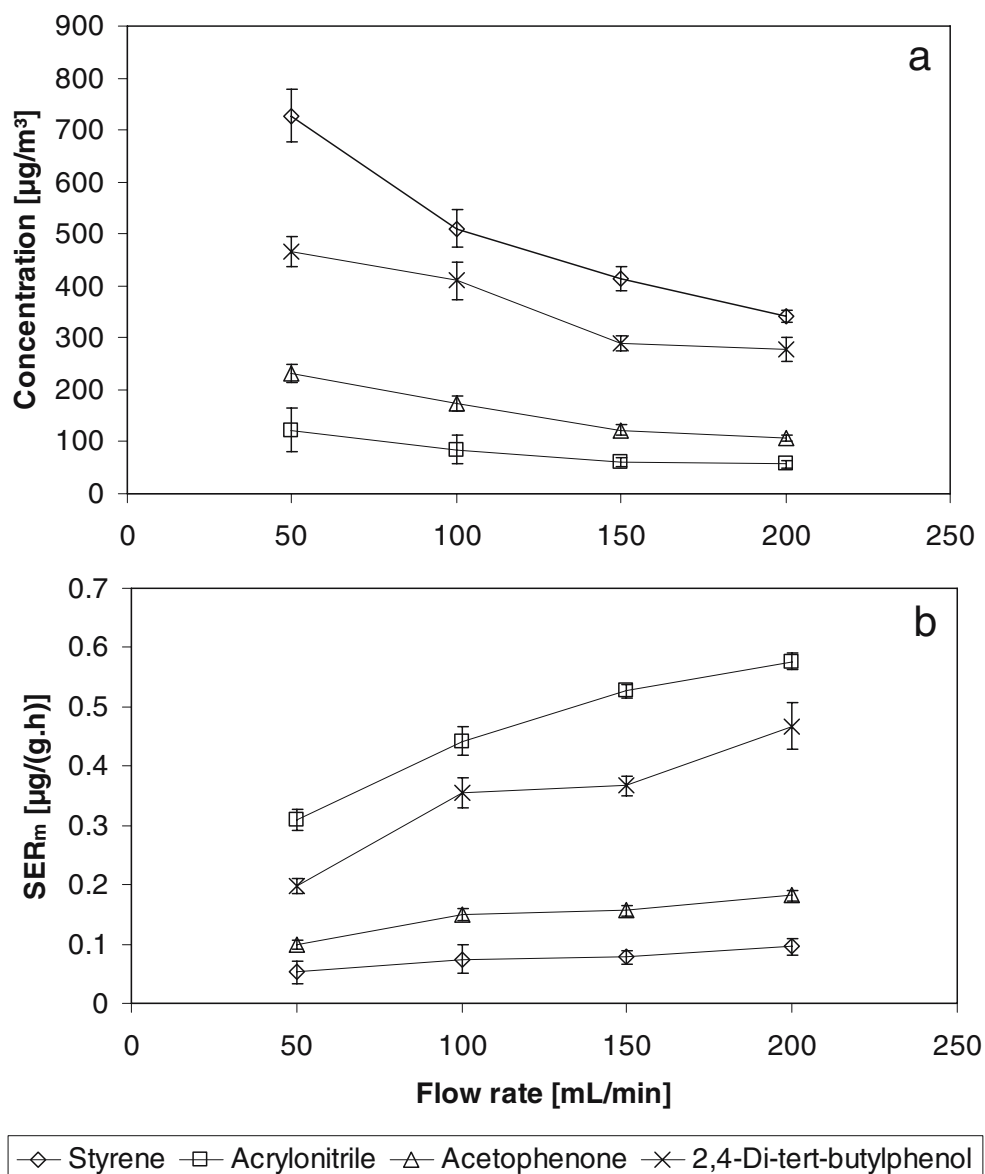 a
Concentration [µg/m³]
900
800
700
600
500
400
300
200
100
0
0 50 100 150 200 250
b
SERm [µg/(g.h)]
0.7
0.6
0.5
0.4
0.3
0.2
0.1
0
0 50 100 150 200 250
Flow rate [mL/min]
Styrene Acrylonitrile Acetophenone 2,4-Di-tert-butylphenol